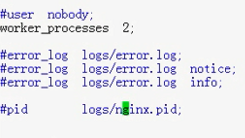 #user  nobody;
worker_processes  2;
#error_log  logs/error.log;
#error_log  logs/error.log  notice;
#error_log  logs/error.log  info;
#pid        logs/nginx.pid;